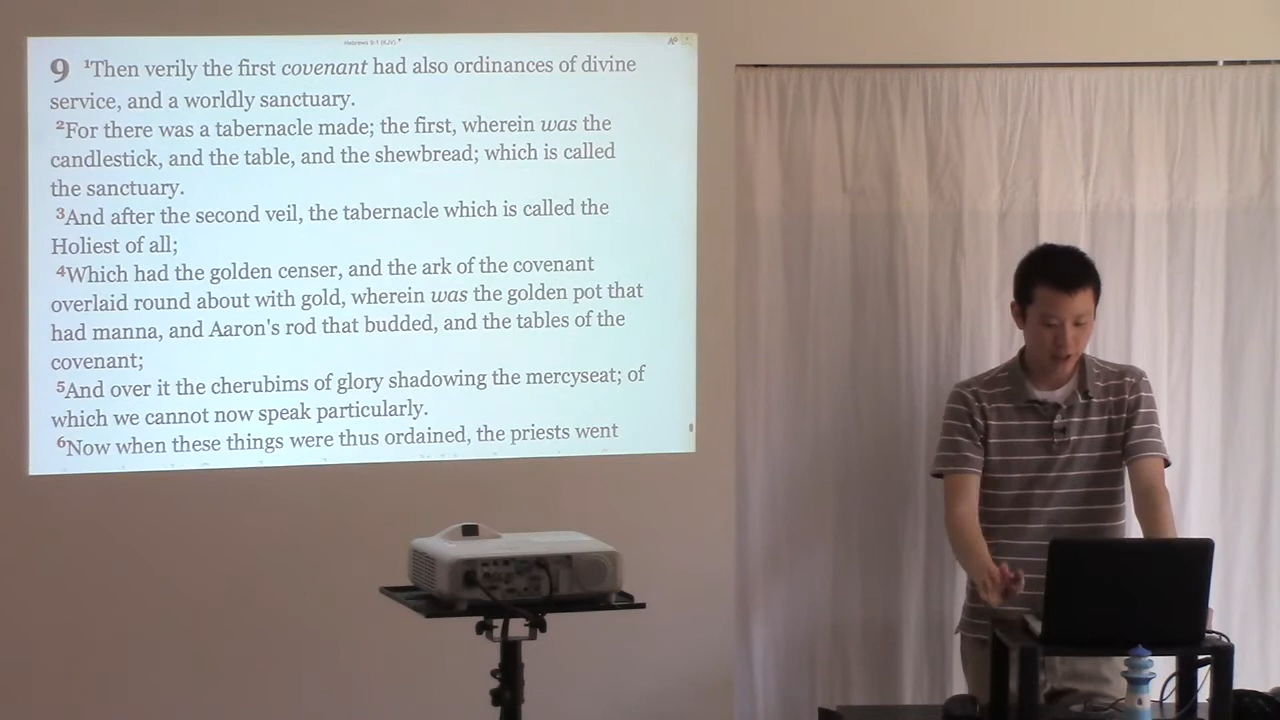 Hebrews 9:1 (KJV)
9 1Then verily the first covenant had also ordinances of divine
service, and a worldly sanctuary.
2For there was a tabernacle made; the first, wherein was the
candlestick, and the table, and the shewbread; which is called
the sanctuary.
3And after the second veil, the tabernacle which is called the
Holiest of all;
4Which had the golden censer, and the ark of the covenant
overlaid round about with gold, wherein was the golden pot that
had manna, and Aaron's rod that budded, and the tables of the
covenant;
5And over it the cherubims of glory shadowing the mercyseat; of
which we cannot now speak particularly.
6Now when these things were thus ordained, the priests went